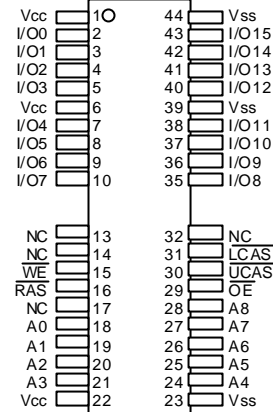 Vcc 1 44 Vss
I/O0 2 43 I/O15
I/O1 3 42 I/O14
I/O2 4 41 I/O13
I/O3 5 40 I/O12
Vcc 6 39 Vss
I/O4 7 38 I/O11
I/O5 8 37 I/O10
I/O6 9 36 I/O9
I/O7 10 35 I/O8
NC 13 32 NC
NC 14 31 LCAS
WE 15 30 UCAS
RAS 16 29 OE
NC 17 28 A8
A0 18 27 A7
A1 19 26 A6
A2 20 25 A5
A3 21 24 A4
Vcc 22 23 Vss